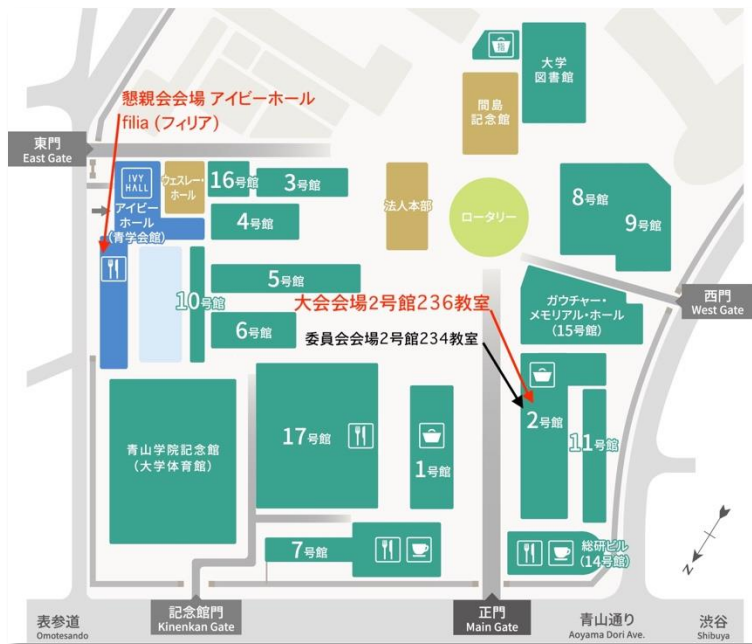 大学
図書館
間島
記念館
懇親会会場 アイビーホール
filia (フィリア)
東門
East Gate
IVY
HALL
アイビー
ホール
(青学会館)
ウェスレー・
ホール
16号館
3号館
4号館
法人本部
ロータリー
8号館
9号館
5号館
10号館
6号館
大会会場2号館236教室
委員会会場2号館234教室
ガウチャー・
メモリアル・ホール
(15号館)
西門
West Gate
2号館
11号館
青山学院記念館
(大学体育館)
17号館
1号館
7号館
総研ビル
(14号館)
N
表参道
Omotesando
記念館門
Kinenkan Gate
正門
Main Gate
青山通り
Aoyama Dori Ave.
渋谷
Shibuya